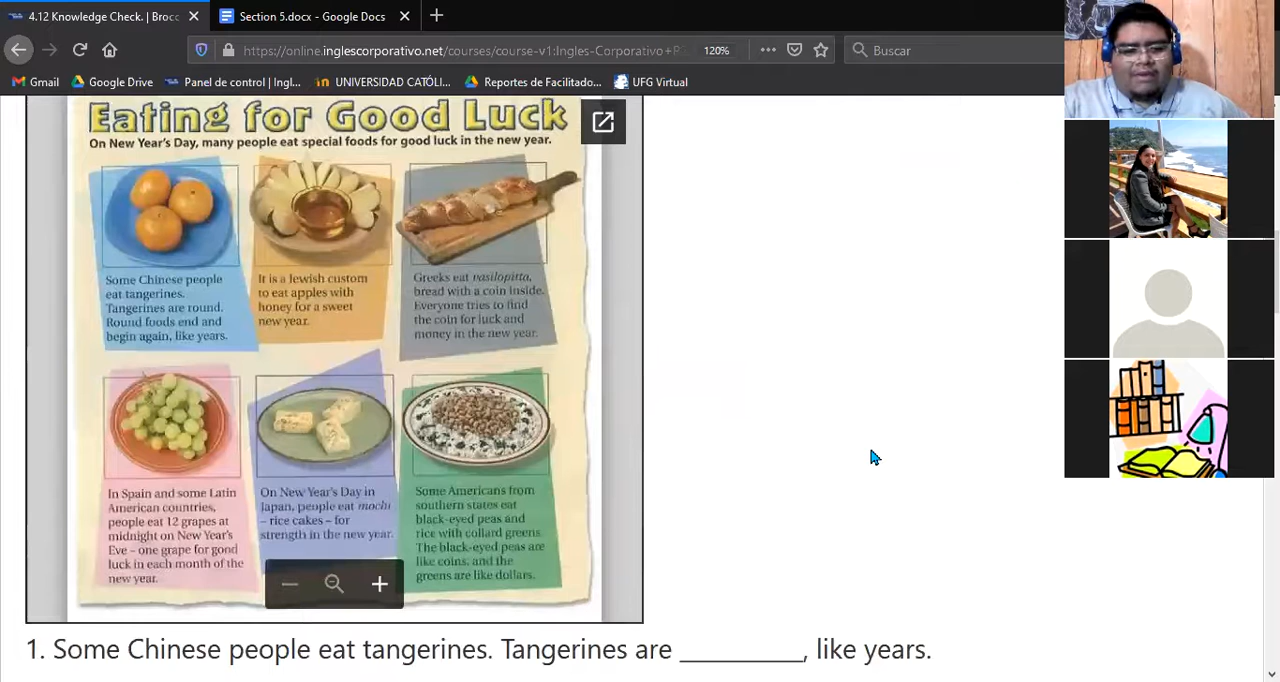 4.12 Knowledge Check. | Brocc
Section 5.docx - Google Docs
https://online.inglescorporativo.net/courses/course-v1:Ingles-Corporativo+P
120%
Buscar
Gmail
Google Drive
Panel de control | Ingl...
UNIVERSIDAD CATÓLI...
Reportes de Facilitado...
UFG Virtual
Eating for Good Luck
On New Year's Day, many people eat special foods for good luck in the new year.
Some Chinese people
eat tangerines.
Tangerines are round.
Round foods end and
begin again, like years.
It is a Jewish custom
to eat apples with
honey for a sweet
new year.
Greeks eat vasilopitta,
bread with a coin inside.
Everyone tries to find
the coin for luck and
money in the new year.
In Spain and some Latin
American countries,
people eat 12 grapes at
midnight on New Year's
Eve – one grape for good
luck in each month of the
new year.
On New Year's Day in
Japan, people eat mochi
– rice cakes – for
strength in the new year.
Some Americans from
southern states eat
black-eyed peas and
rice with collard greens.
The black-eyed peas are
like coins, and the
greens are like dollars.
1. Some Chinese people eat tangerines. Tangerines are __________, like years.